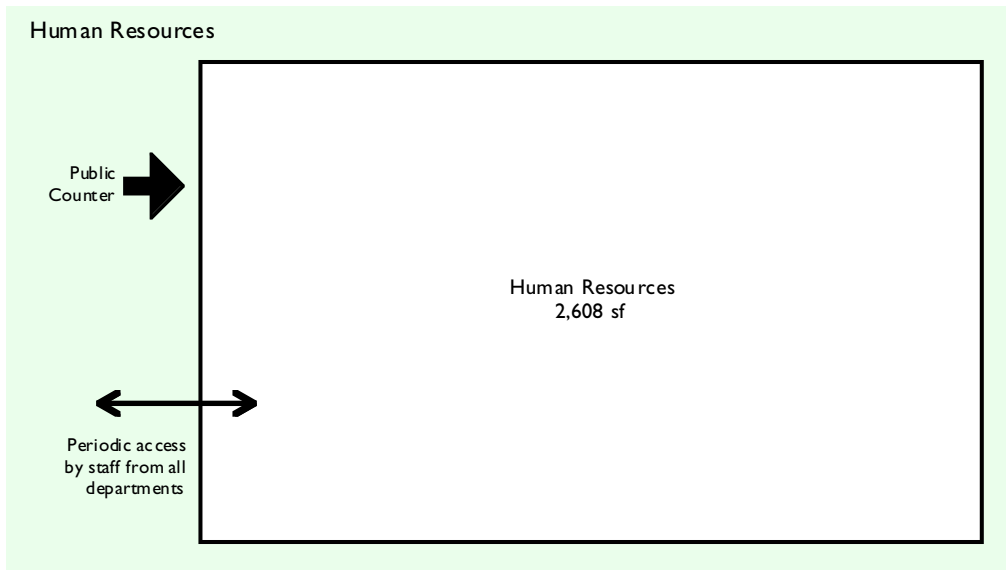 Human Resources
Public
Counter
Human Resources
2,608 sf
Periodic access
by staff from all
departments